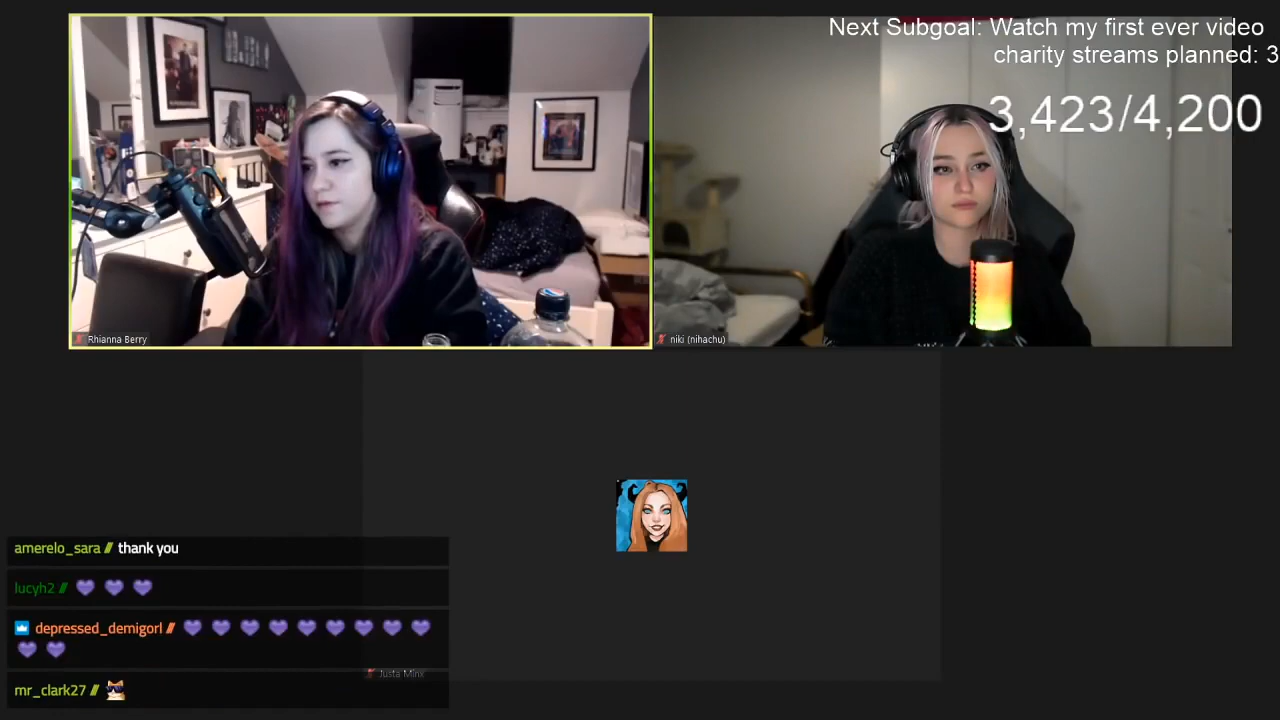 Next Subgoal: Watch my first ever video
charity streams planned: 3
3,423/4,200
Rhianna Berry
niki (nihachu)
amerelo_sara // thank you
lucyh2 //
depressed_demigorl //
Justa Minx
mr_clark27 //